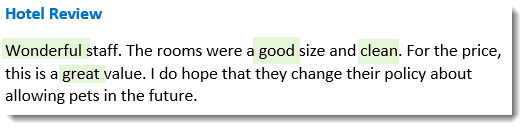 Hotel Review
Wonderful staff. The rooms were a good size and clean. For the price,
this is a great value. I do hope that they change their policy about
allowing pets in the future.